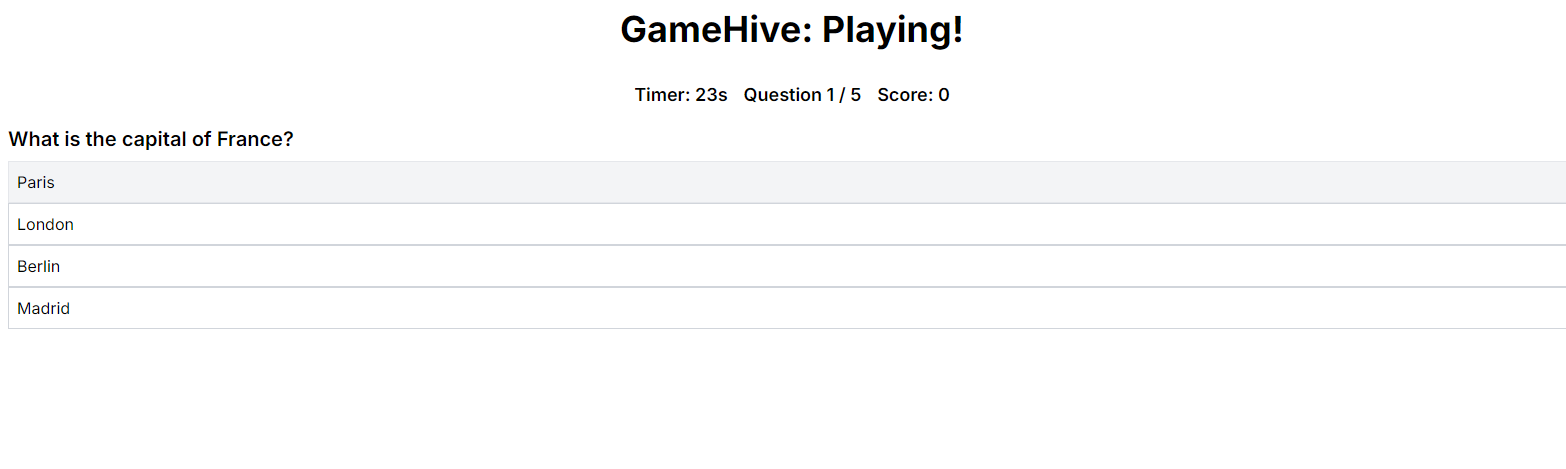 GameHive: Playing!
Timer: 23s Question 1 / 5 Score: 0
What is the capital of France?
Paris
London
Berlin
Madrid